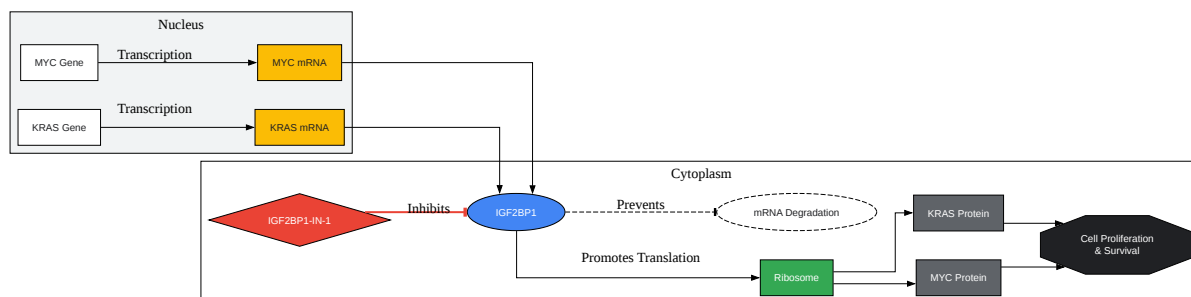 Nucleus
MYC Gene
Transcription
MYC mRNA
KRAS Gene
Transcription
KRAS mRNA
Cytoplasm
IGF2BP1-IN-1
Inhibits
IGF2BP1
Prevents
mRNA Degradation
KRAS Protein
Cell Proliferation
& Survival
Promotes Translation
Ribosome
MYC Protein